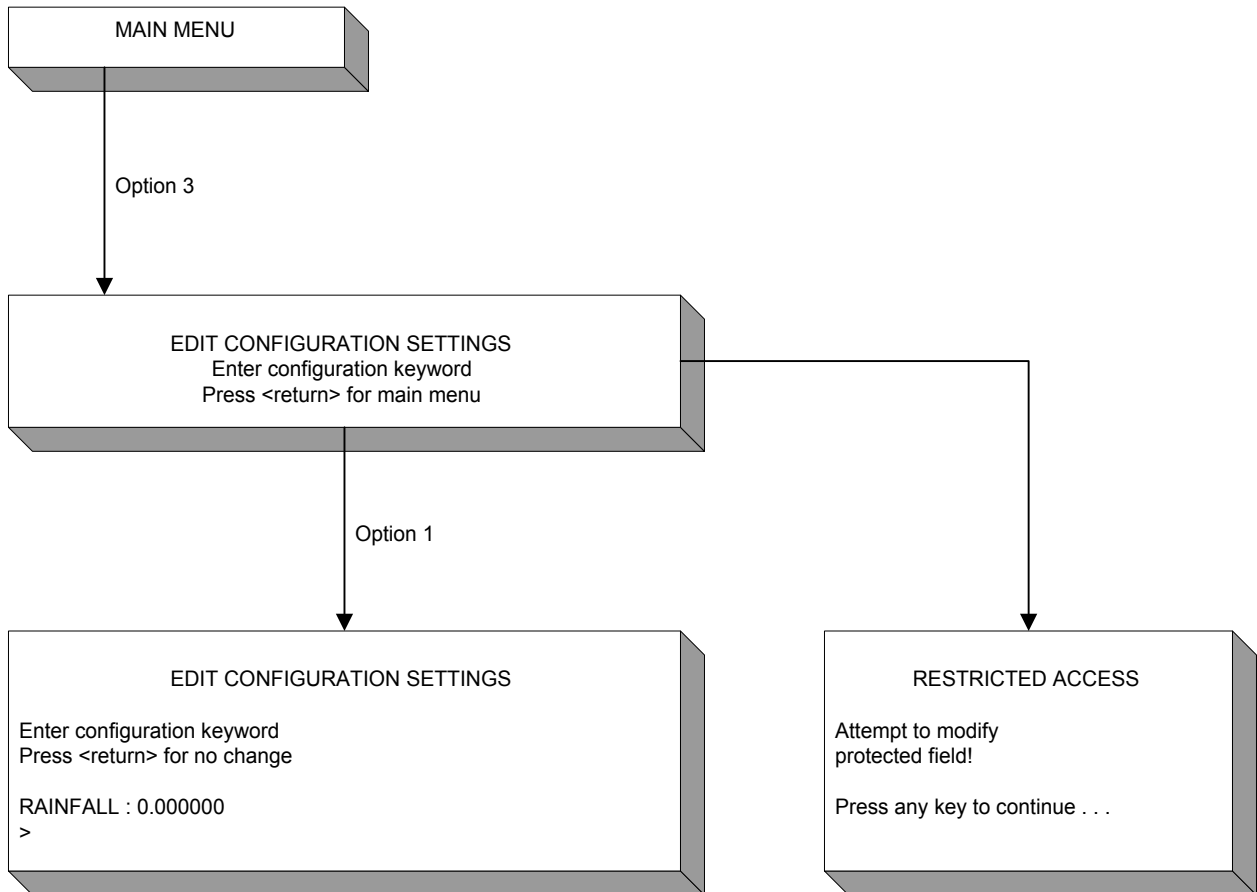 MAIN MENU
Option 3
EDIT CONFIGURATION SETTINGS
Enter configuration keyword
Press <return> for main menu
Option 1
EDIT CONFIGURATION SETTINGS
Enter configuration keyword
Press <return> for no change
RAINFALL : 0.000000
>
RESTRICTED ACCESS
Attempt to modify
protected field!
Press any key to continue . . .